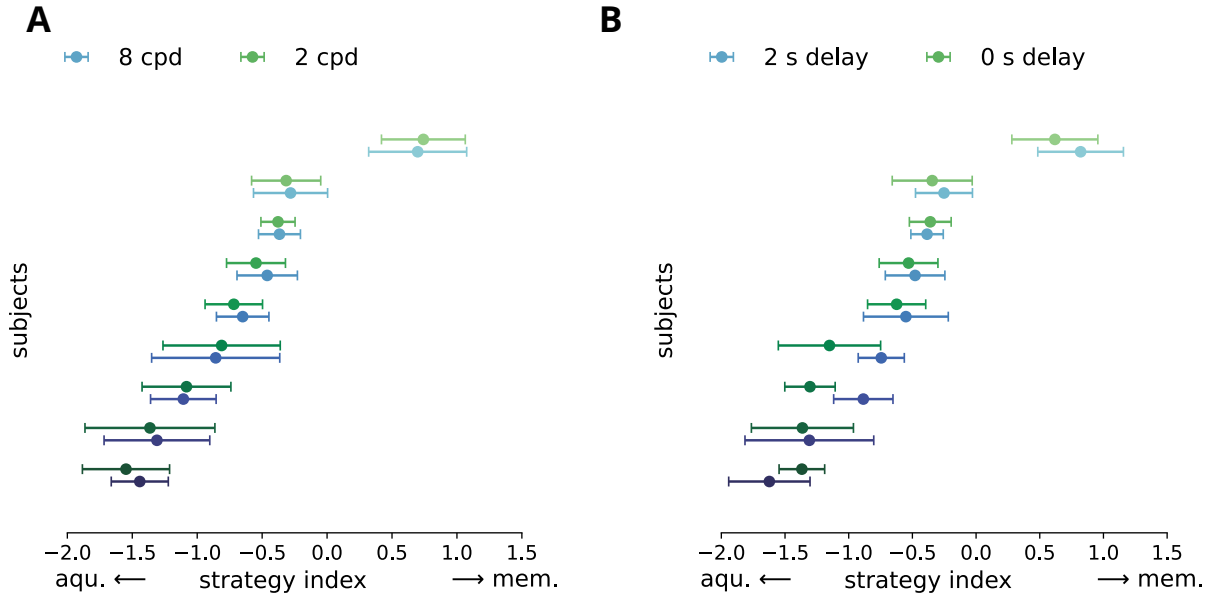 A
8 cpd 2 cpd
subjects
−2.0 −1.5 −1.0 −0.5 0.0 0.5 1.0 1.5
aqu. ← strategy index → mem.
B
2 s delay 0 s delay
subjects
−2.0 −1.5 −1.0 −0.5 0.0 0.5 1.0 1.5
aqu. ← strategy index → mem.